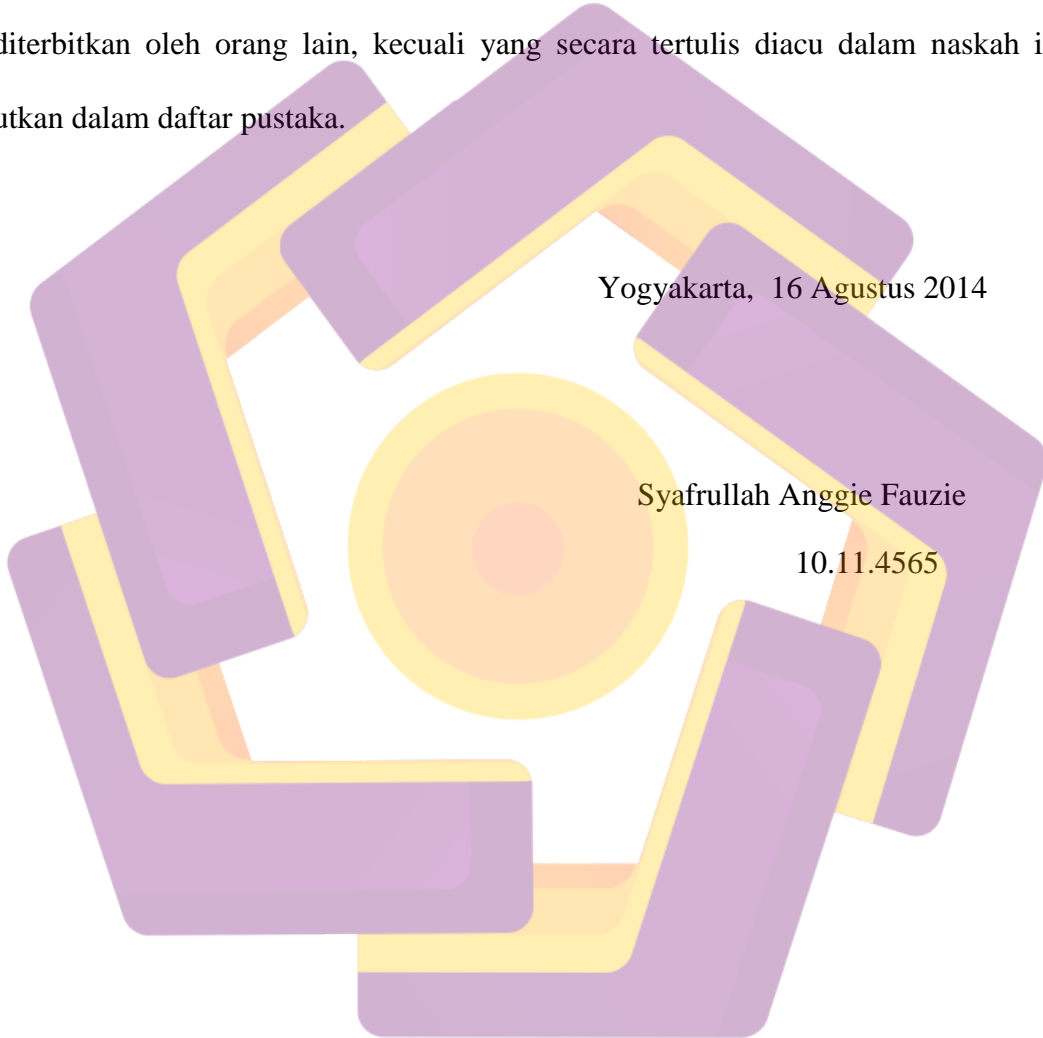 diterbitkan oleh orang lain, kecuali yang secara tertulis diacu dalam naskah i
utkan dalam daftar pustaka.
Yogyakarta, 16 Agustus 2014
Syafrullah Anggie Fauzie
10.11.4565